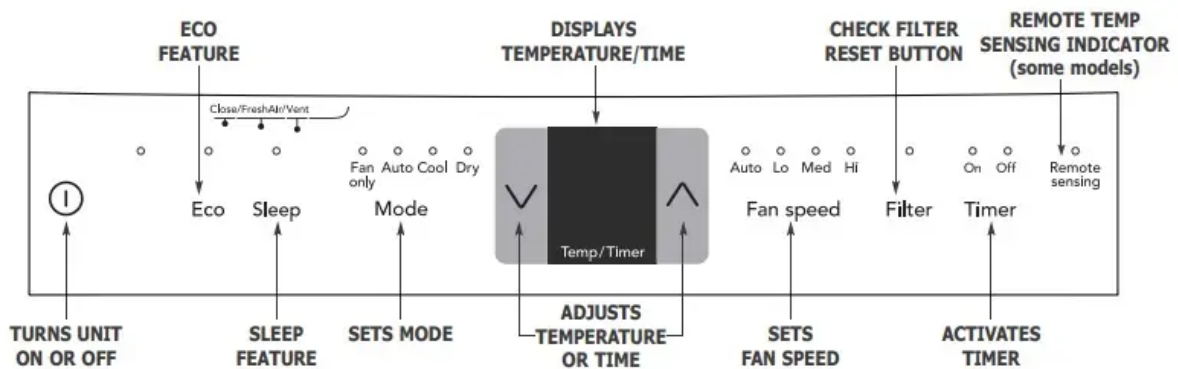 ECO
FEATURE
DISPLAYS
TEMPERATURE/TIME
CHECK FILTER
RESET BUTTON
REMOTE TEMP
SENSING INDICATOR
(some models)
Close/FreshAir/Vent
Fan only
Auto
Cool
Dry
Auto
Lo
Med
Hi
On
Off
Remote sensing
Eco
Sleep
Mode
Fan speed
Filter
Timer
Temp/Timer
TURNS UNIT
ON OR OFF
SLEEP
FEATURE
SETS MODE
ADJUSTS
TEMPERATURE
OR TIME
SETS
FAN SPEED
ACTIVATES
TIMER